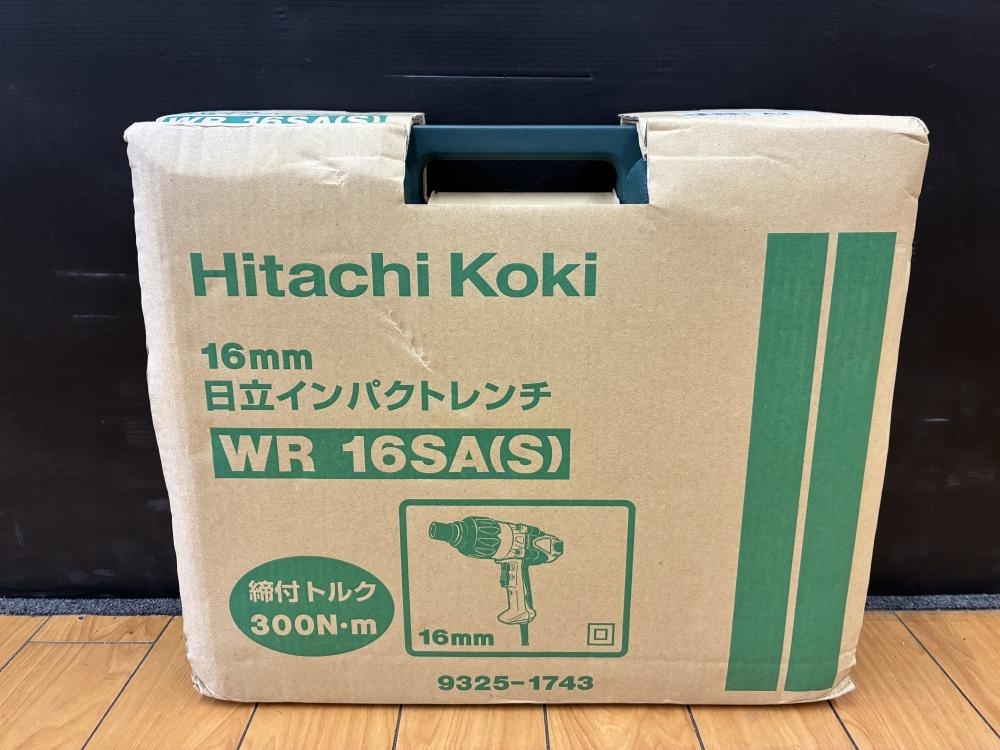 WR 16SA(S)
Hitachi Koki
16mm
日立インパクトレンチ
WR 16SA(S)
締付トルク
300N・m
16mm
9325-1743